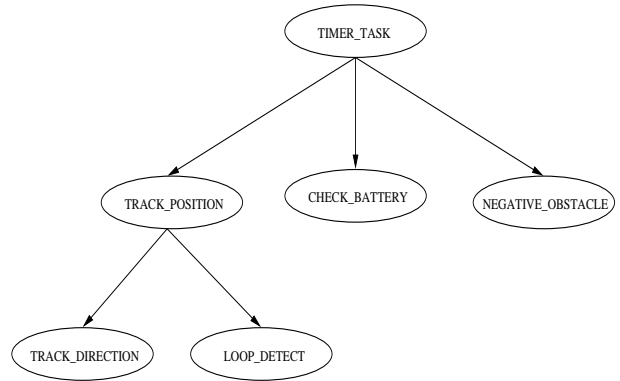 TIMER_TASK
TRACK_POSITION
CHECK_BATTERY
NEGATIVE_OBSTACLE
TRACK_DIRECTION
LOOP_DETECT